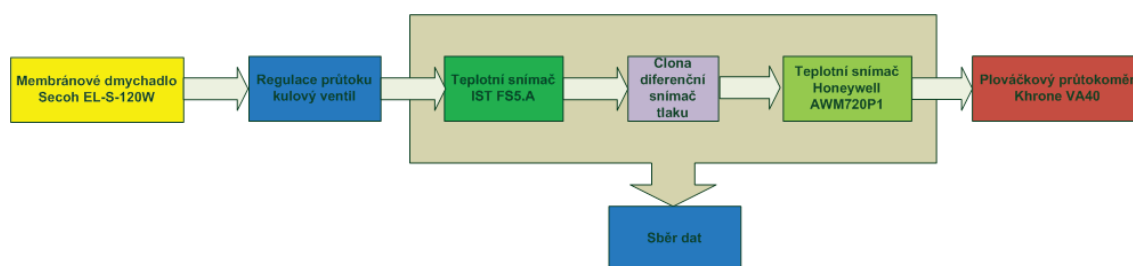 Membránové dmychadlo
Secoh EL-S-120W
Regulace průtoku
kulový ventil
Teplotní snímač
IST FS5.A
Clona
diferenční
snímač
tlaku
Teplotní snímač
Honeywell
AWM720P1
Plováčkový průtokoměr
Khrone VA40
Sběr dat